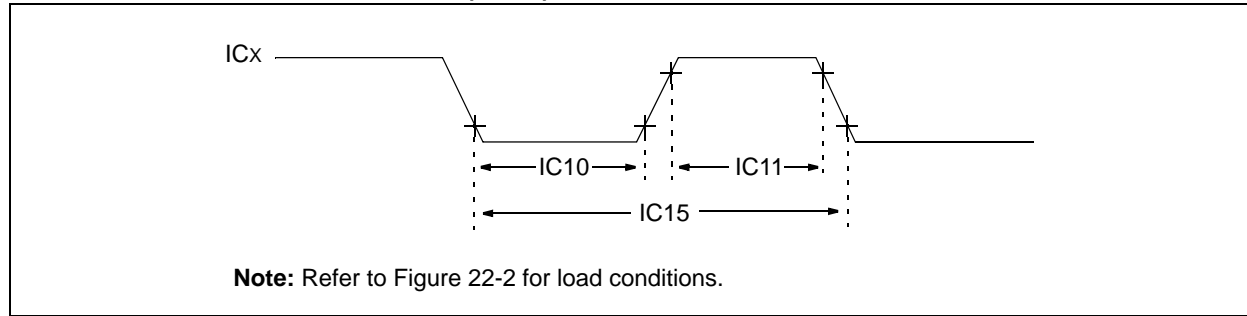 ICx
IC10
IC11
IC15
Note: Refer to Figure 22-2 for load conditions.